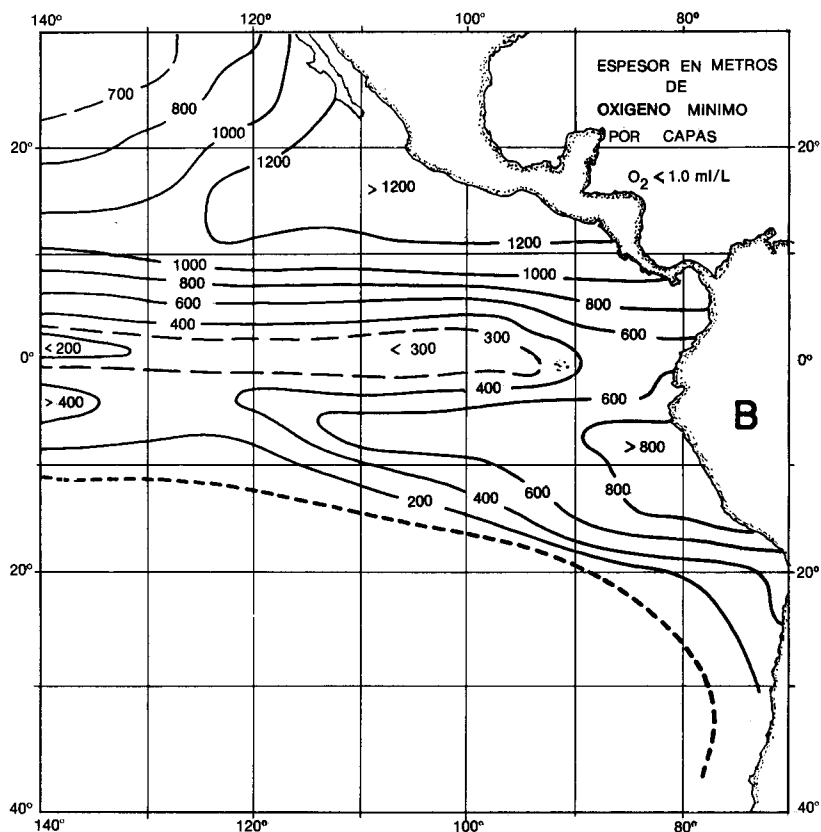 140° 120° 100° 80°
ESPESOR EN METROS
DE
OXIGENO MINIMO
POR CAPAS
O₂ < 1.0 ml/L
700
800
1000
20° 20°
1200
> 1200
1200
1000 1000
800 800
600 600
400
300
< 200 < 300
0° 0°
400
600
> 400
B
> 800
600 800
400
200
20° 20°
40° 40°
140° 120° 100° 80°